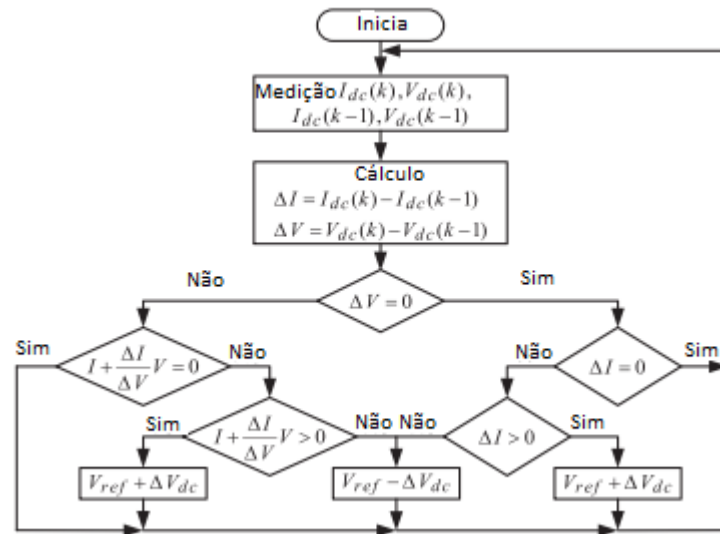 Inicia
Medição I_dc(k), V_dc(k),
I_dc(k−1), V_dc(k−1)
Cálculo
ΔI = I_dc(k) − I_dc(k−1)
ΔV = V_dc(k) − V_dc(k−1)
Não
Sim
ΔV = 0
Sim
I + ΔI/ΔV V = 0
Não
Não
ΔI = 0
Sim
Sim
I + ΔI/ΔV V > 0
Não
Não
ΔI > 0
Sim
V_ref + ΔV_dc
V_ref − ΔV_dc
V_ref + ΔV_dc